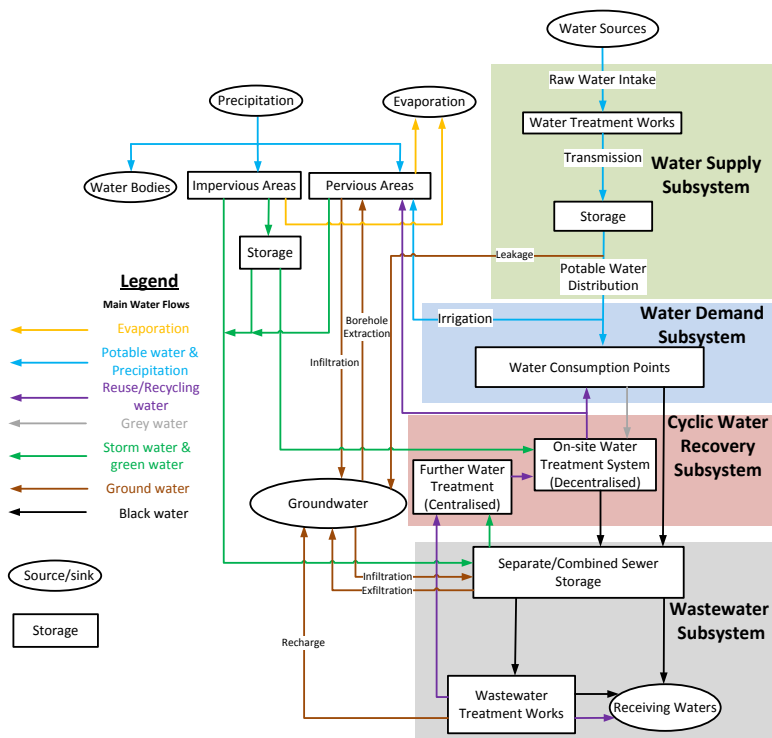 Water Sources
Raw Water Intake
Precipitation
Evaporation
Water Treatment Works
Transmission
Water Supply
Subsystem
Water Bodies
Impervious Areas
Pervious Areas
Storage
Storage
Leakage
Potable Water
Distribution
Legend
Main Water Flows
Evaporation
Potable water &
Precipitation
Reuse/Recycling
water
Grey water
Storm water &
green water
Ground water
Black water
Source/sink
Storage
Borehole
Extraction
Infiltration
Irrigation
Water Demand
Subsystem
Water Consumption Points
Cyclic Water
Recovery
Subsystem
On-site Water
Treatment System
(Decentralised)
Further Water
Treatment
(Centralised)
Groundwater
Infiltration
Exfiltration
Separate/Combined Sewer
Storage
Wastewater
Subsystem
Recharge
Wastewater
Treatment Works
Receiving Waters